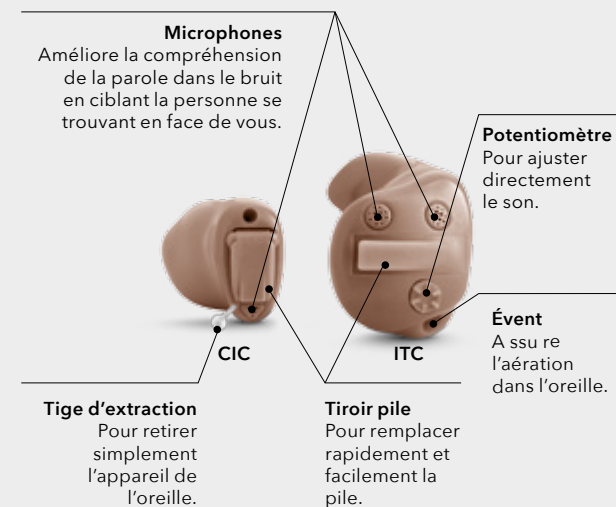 Microphones
Améliore la compréhension
de la parole dans le bruit
en ciblant la personne se
trouvant en face de vous.
Potentiomètre
Pour ajuster
directement
le son.
Évent
A ssu re
l'aération
dans l'oreille.
CIC
ITC
Tige d'extraction
Pour retirer
simplement
l'appareil de
l'oreille.
Tiroir pile
Pour remplacer
rapidement et
facilement la
pile.